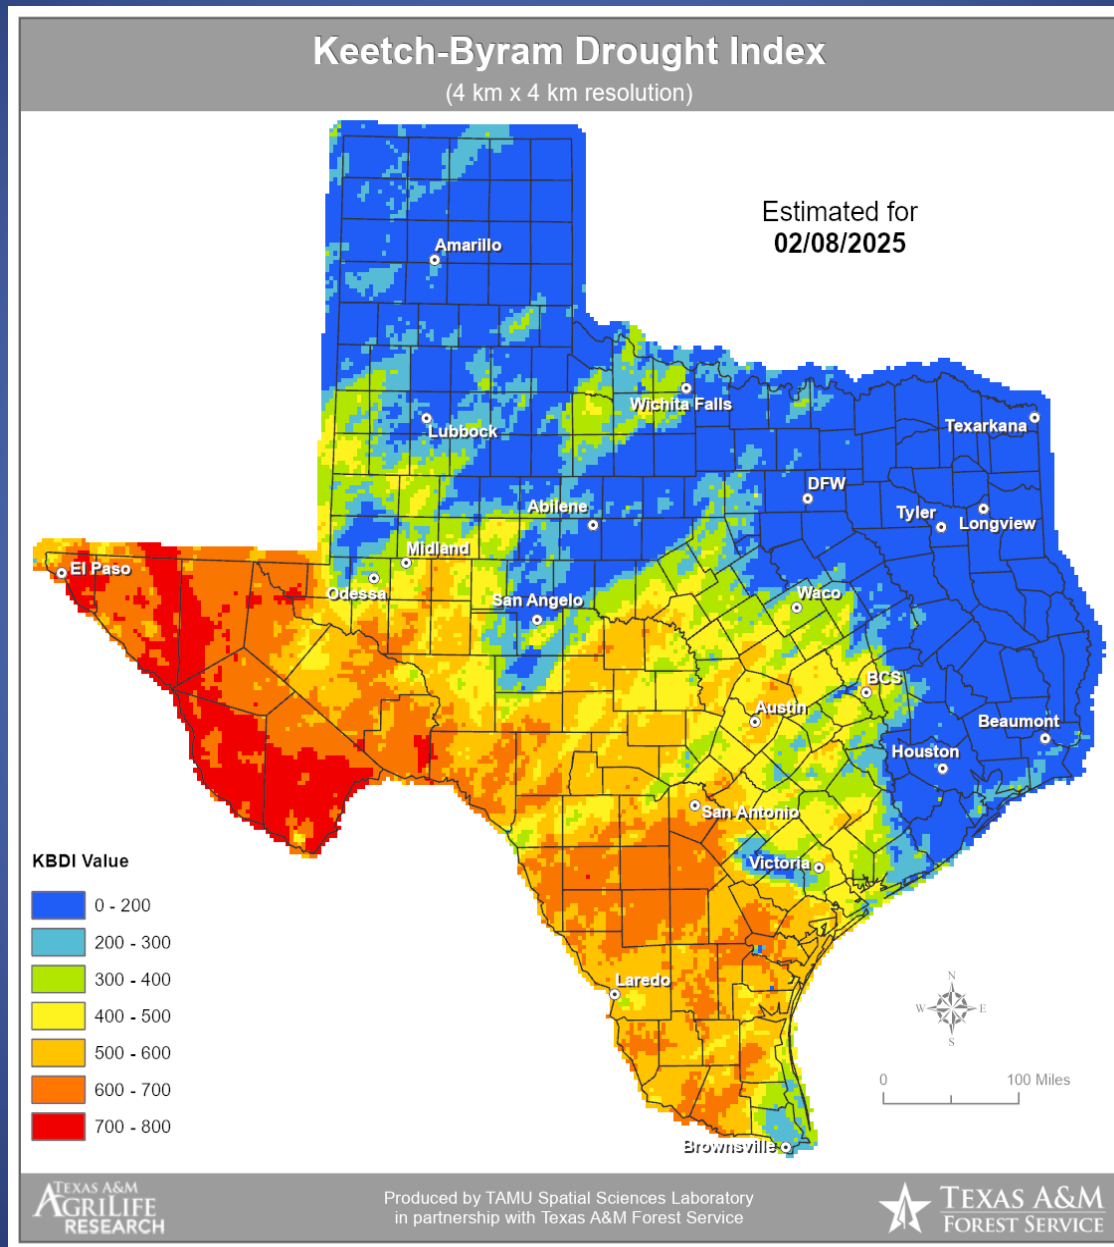 Keetch-Byram Drought Index
(4 km x 4 km resolution)
Estimated for
02/08/2025
Amarillo
Wichita Falls
Lubbock
Texarkana
DFW
Abilene
Tyler
Longview
Midland
El Paso
Odessa
San Angelo
Waco
BCS
Austin
Beaumont
Houston
San Antonio
Victoria
Laredo
Brownsville
KBDI Value
0 - 200
200 - 300
300 - 400
400 - 500
500 - 600
600 - 700
700 - 800
N
W
E
S
0
100 Miles
TEXAS A&M
AGRILIFE
RESEARCH
Produced by TAMU Spatial Sciences Laboratory
in partnership with Texas A&M Forest Service
TEXAS A&M
FOREST SERVICE